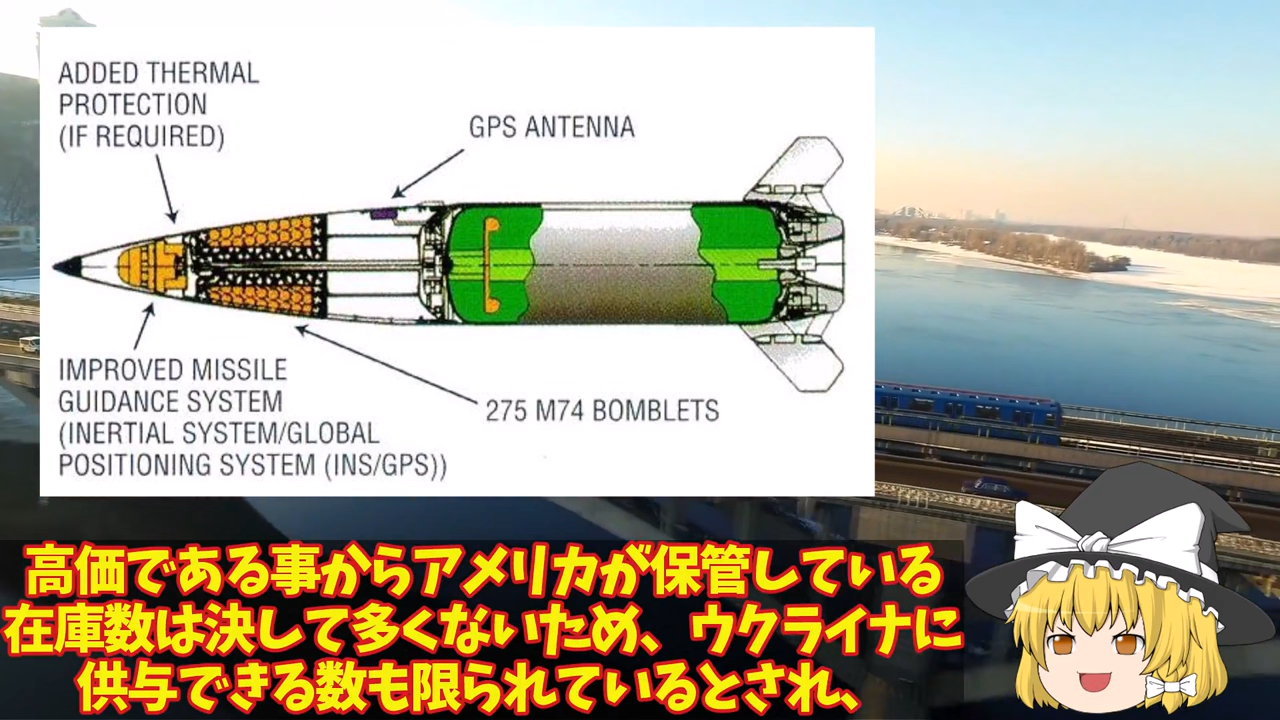 ADDED THERMAL
PROTECTION
(IF REQUIRED)
GPS ANTENNA
IMPROVED MISSILE
GUIDANCE SYSTEM
(INERTIAL SYSTEM/GLOBAL
POSITIONING SYSTEM (INS/GPS))
275 M74 BOMBLETS
高価である事からアメリカが保管している
在庫数は決して多くないため、ウクライナに
供与できる数も限られているとされ、